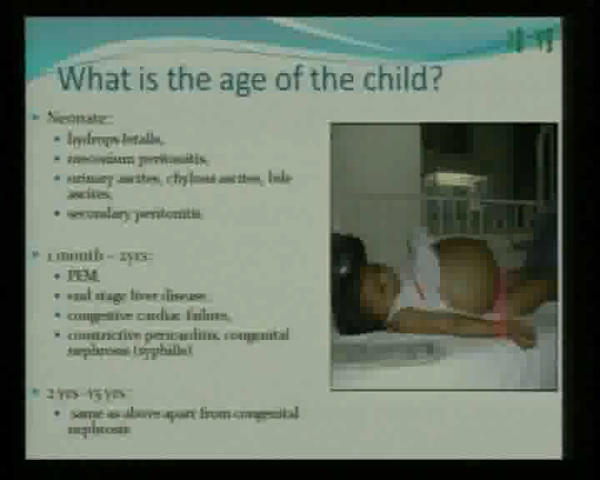 18-49
What is the age of the child?
Neonate:
hydrops fetalis,
meconium peritonitis,
urinary ascites, chylous ascites, bile
ascites,
secondary peritonitis
1 month – 2yrs:
PEM,
end stage liver disease,
congestive cardiac failure,
constrictive pericarditis, congenital
nephrosis (syphilis)
2 yrs-15 yrs:
same as above apart from congenital
nephrosis